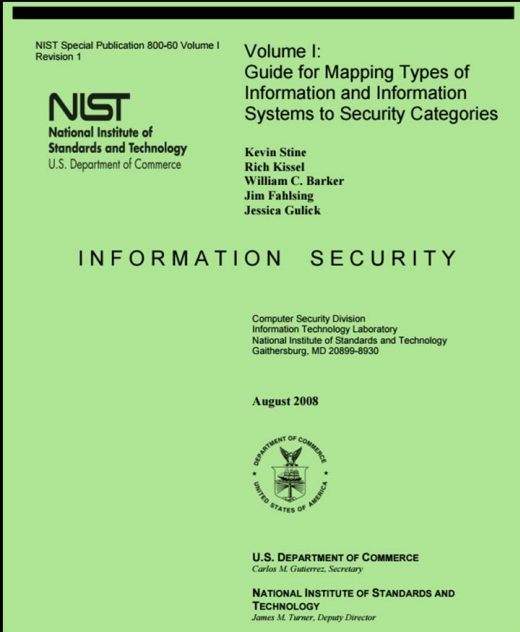 NIST Special Publication 800-60 Volume I
Revision 1
NIST
National Institute of
Standards and Technology
U.S. Department of Commerce
Volume I:
Guide for Mapping Types of
Information and Information
Systems to Security Categories
Kevin Stine
Rich Kissel
William C. Barker
Jim Fahlsing
Jessica Gulick
INFORMATION SECURITY
Computer Security Division
Information Technology Laboratory
National Institute of Standards and Technology
Gaithersburg, MD 20899-8930
August 2008
DEPARTMENT OF COMMERCE
UNITED STATES OF AMERICA
U.S. DEPARTMENT OF COMMERCE
Carlos M. Gutierrez, Secretary
NATIONAL INSTITUTE OF STANDARDS AND
TECHNOLOGY
James M. Turner, Deputy Director